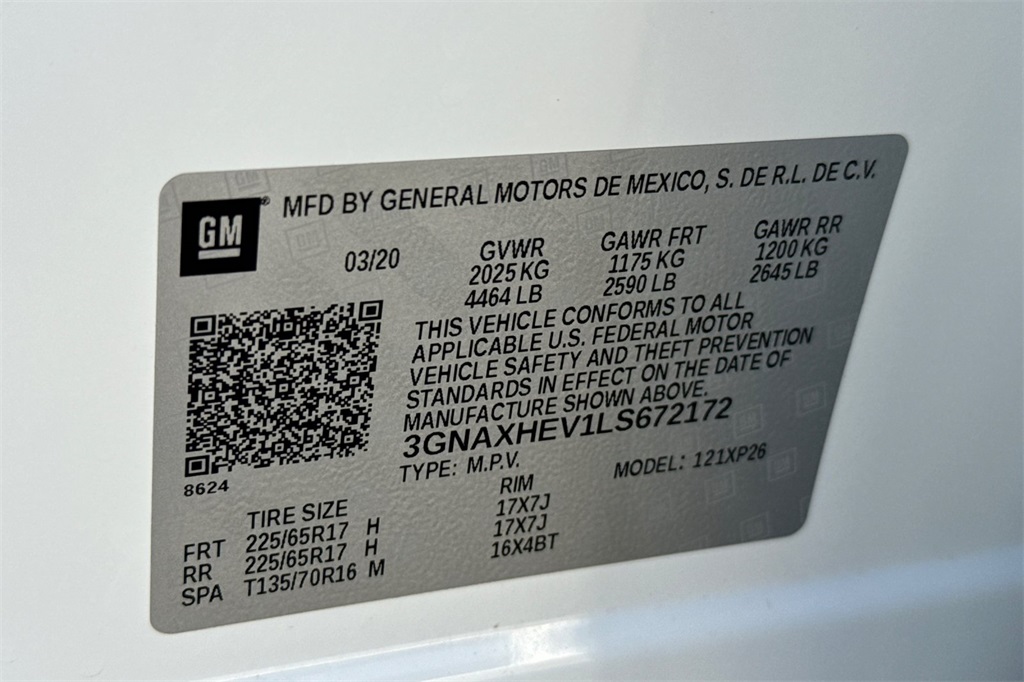 GM ® MFD BY GENERAL MOTORS DE MEXICO, S. DE R.L. DE C.V.
03/20 GVWR GAWR FRT GAWR RR
2025 KG 1175 KG 1200 KG
4464 LB 2590 LB 2645 LB
THIS VEHICLE CONFORMS TO ALL
APPLICABLE U.S. FEDERAL MOTOR
VEHICLE SAFETY AND THEFT PREVENTION
STANDARDS IN EFFECT ON THE DATE OF
MANUFACTURE SHOWN ABOVE.
3GNAXHEV1LS672172
TYPE: M.P.V. MODEL: 121XP26
8624
TIRE SIZE RIM
FRT 225/65R17 H 17X7J
RR 225/65R17 H 17X7J
SPA T135/70R16 M 16X4BT